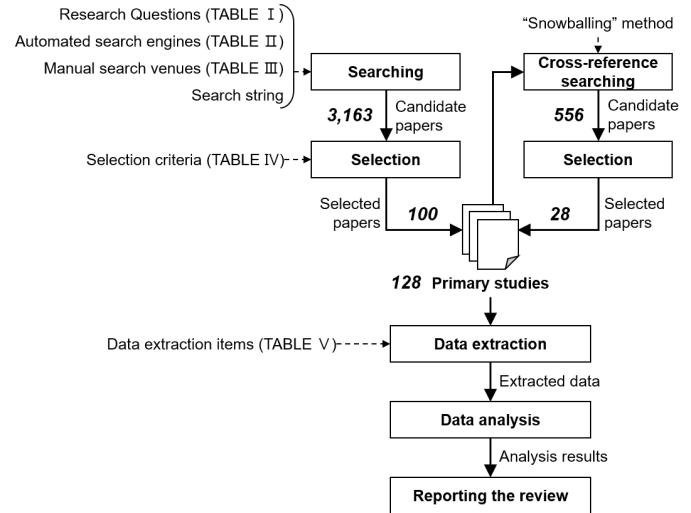 Research Questions (TABLE Ⅰ)
Automated search engines (TABLE Ⅱ)
Manual search venues (TABLE Ⅲ)
Search string
Searching
3,163
Candidate
papers
Selection criteria (TABLE Ⅳ)
Selection
Selected
papers
100
“Snowballing” method
Cross-reference
searching
556
Candidate
papers
Selection
28
Selected
papers
128 Primary studies
Data extraction items (TABLE Ⅴ)
Data extraction
Extracted data
Data analysis
Analysis results
Reporting the review